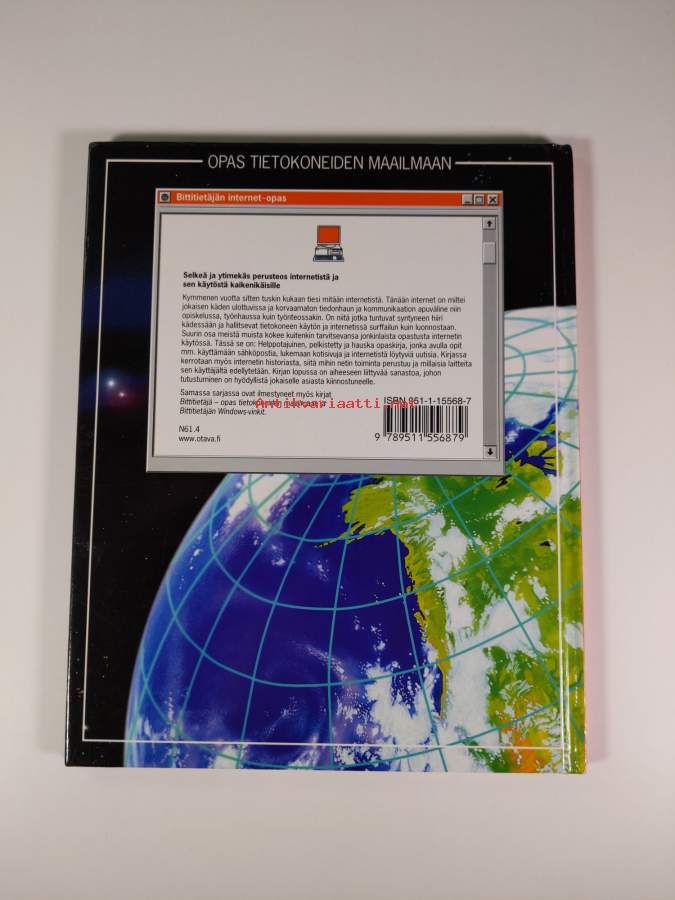 OPAS TIETOKONEIDEN MAAILMAAN
Bittitietäjän internet-opas
Selkeä ja ytimekäs perusteos internetistä ja
sen käytöstä kaikenikäisille
Kymmenen vuotta sitten tuskin kukaan tiesi mitään internetistä. Tänään internet on miltei
jokaisen käden ulottuvissa ja korvaamaton tiedonhaun ja kommunikaation apuväline niin
opiskelussa, työnhaussa kuin työnteossakin. On niitä jotka tuntuvat syntyneen hiiri
kädessään ja hallitsevat tietokoneen käytön ja internetissä surffailun kuin luonnostaan.
Suurin osa meistä muista kokee kuitenkin tarvitsevansa jonkinlaista opastusta internetin
käytössä. Tässä se on: Helppotajuinen, pelkistetty ja hauska opaskirja, jonka avulla opit
mm. käyttämään sähköpostia, lukemaan kotisivuja ja internetistä löytyviä uutisia. Kirjassa
kerrotaan myös internetin historiasta, siitä mihin netin toiminta perustuu ja millaisia laitteita
sen käyttäjältä edellytetään. Kirjan lopussa on aiheeseen liittyvää sanastoa, johon
tutustuminen on hyödyllistä jokaiselle asiasta kiinnostuneelle.
Samassa sarjassa ovat ilmestyneet myös kirjat
Bittitietäjä – opas tietokoneiden maailmaan ja
Bittitietäjän Windows-vinkit.
Antikvariaatti.net
ISBN 951-1-15568-7
N61.4
www.otava.fi
9 789511 556879